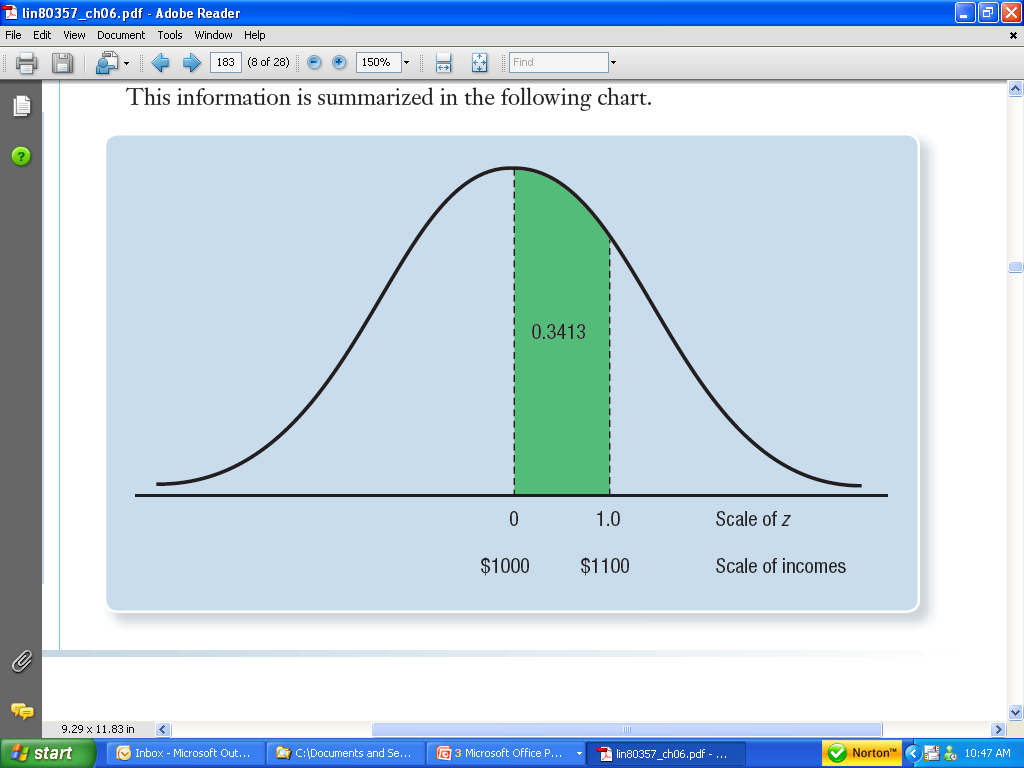 lin80357_ch06.pdf - Adobe Reader
File Edit View Document Tools Window Help
183 (8 of 28) 150% Find
This information is summarized in the following chart.
0.3413
0 1.0 Scale of z
$1000 $1100 Scale of incomes
9.29 x 11.83 in
start Inbox - Microsoft Out... C:\Documents and Se... 3 Microsoft Office P... lin80357_ch06.pdf - ... Norton™ 10:47 AM